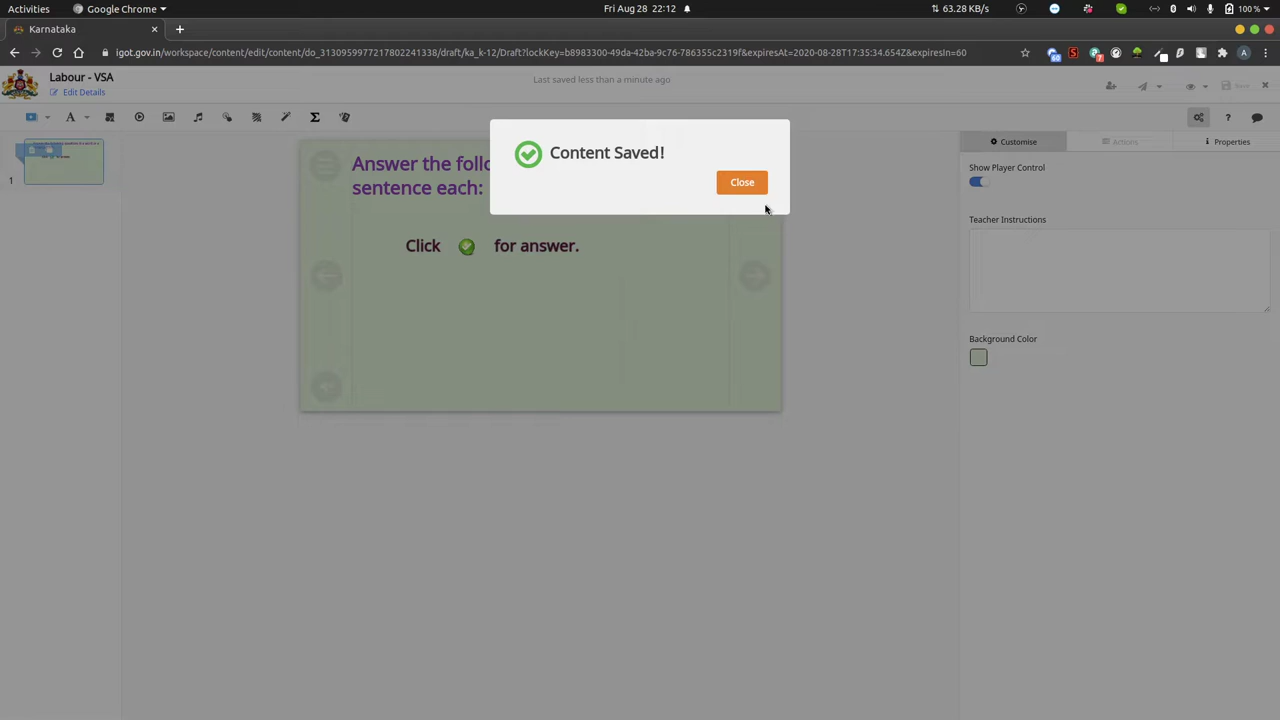 Activities
Google Chrome
Fri Aug 28 22:12
63.28 KB/s
100 %
Karnataka
igot.gov.in/workspace/content/edit/content/do_3130959977217802241338/draft/ka_k-12/Draft?lockKey=b8983300-49da-42ba-9c76-786355c2319f&expiresAt=2020-08-28T17:35:34.654Z&expiresIn=60
60
S
7
A
Labour - VSA
Edit Details
Last saved less than a minute ago
Save
A
Σ
?
1
Answer the follo
sentence each:
Click for answer.
Content Saved!
Close
Customise
Actions
Properties
Show Player Control
Teacher Instructions
Background Color